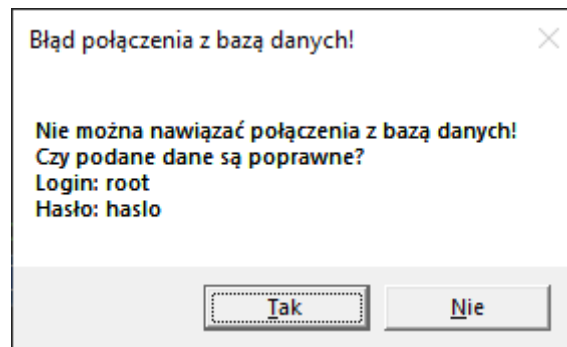 Błąd połączenia z bazą danych!
Nie można nawiązać połączenia z bazą danych!
Czy podane dane są poprawne?
Login: root
Hasło: haslo
Tak
Nie